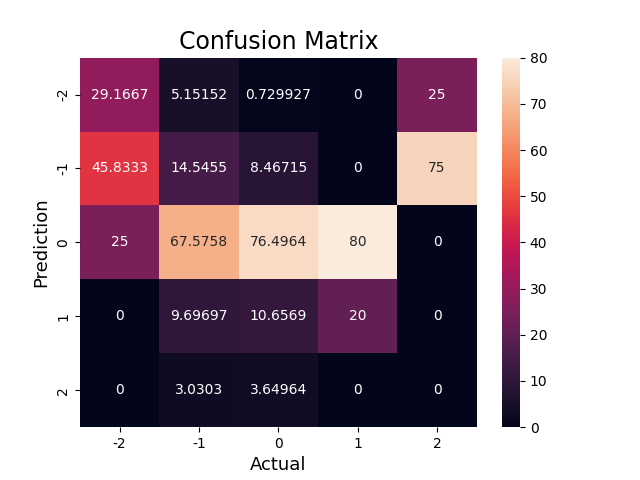 Confusion Matrix
-2 29.1667 5.15152 0.729927 0 25
-1 45.8333 14.5455 8.46715 0 75
0 25 67.5758 76.4964 80 0
1 0 9.69697 10.6569 20 0
2 0 3.0303 3.64964 0 0
-2 -1 0 1 2
Prediction
Actual
80
70
60
50
40
30
20
10
0